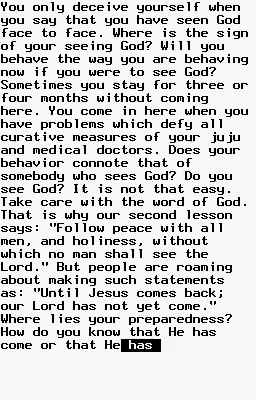 You only deceive yourself when
you say that you have seen God
face to face. Where is the sign
of your seeing God? Will you
behave the way you are behaving
now if you were to see God?
Sometimes you stay for three or
four months without coming
here. You come in here when you
have problems which defy all
curative measures of your juju
and medical doctors. Does your
behavior connote that of
somebody who sees God? Do you
see God? It is not that easy.
Take care with the word of God.
That is why our second lesson
says: "Follow peace with all
men, and holiness, without
which no man shall see the
Lord." But people are roaming
about making such statements
as: "Until Jesus comes back;
our Lord has not yet come."
Where lies your preparedness?
How do you know that He has
come or that He has